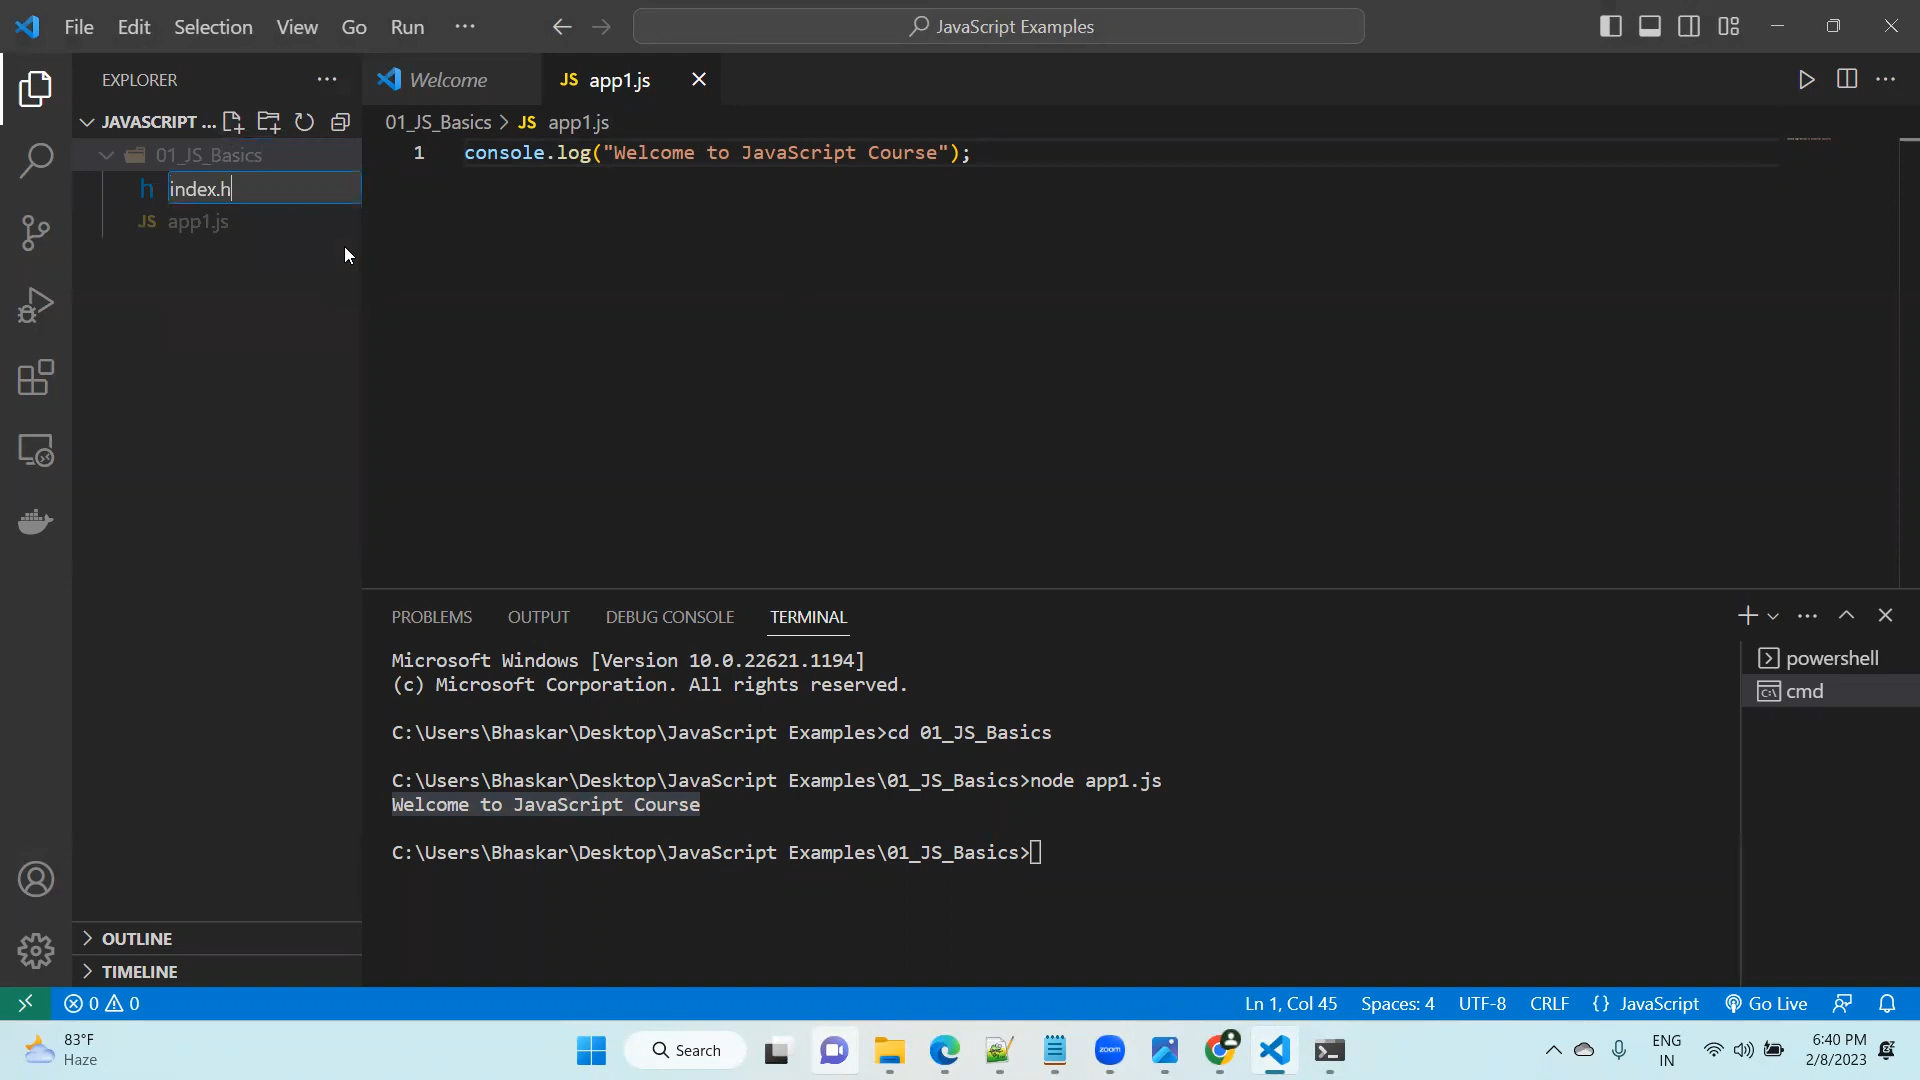 File Edit Selection View Go Run ···
JavaScript Examples
EXPLORER ···
Welcome
JS app1.js
JAVASCRIPT ...
01_JS_Basics > JS app1.js
01_JS_Basics
1 console.log("Welcome to JavaScript Course");
h index.h
JS app1.js
PROBLEMS OUTPUT DEBUG CONSOLE TERMINAL
Microsoft Windows [Version 10.0.22621.1194]
(c) Microsoft Corporation. All rights reserved.
C:\Users\Bhaskar\Desktop\JavaScript Examples>cd 01_JS_Basics
C:\Users\Bhaskar\Desktop\JavaScript Examples\01_JS_Basics>node app1.js
Welcome to JavaScript Course
C:\Users\Bhaskar\Desktop\JavaScript Examples\01_JS_Basics>
powershell
cmd
OUTLINE
TIMELINE
0 0
Ln 1, Col 45 Spaces: 4 UTF-8 CRLF {} JavaScript Go Live
83°F
Haze
Search
zoom
ENG
IN
6:40 PM
2/8/2023